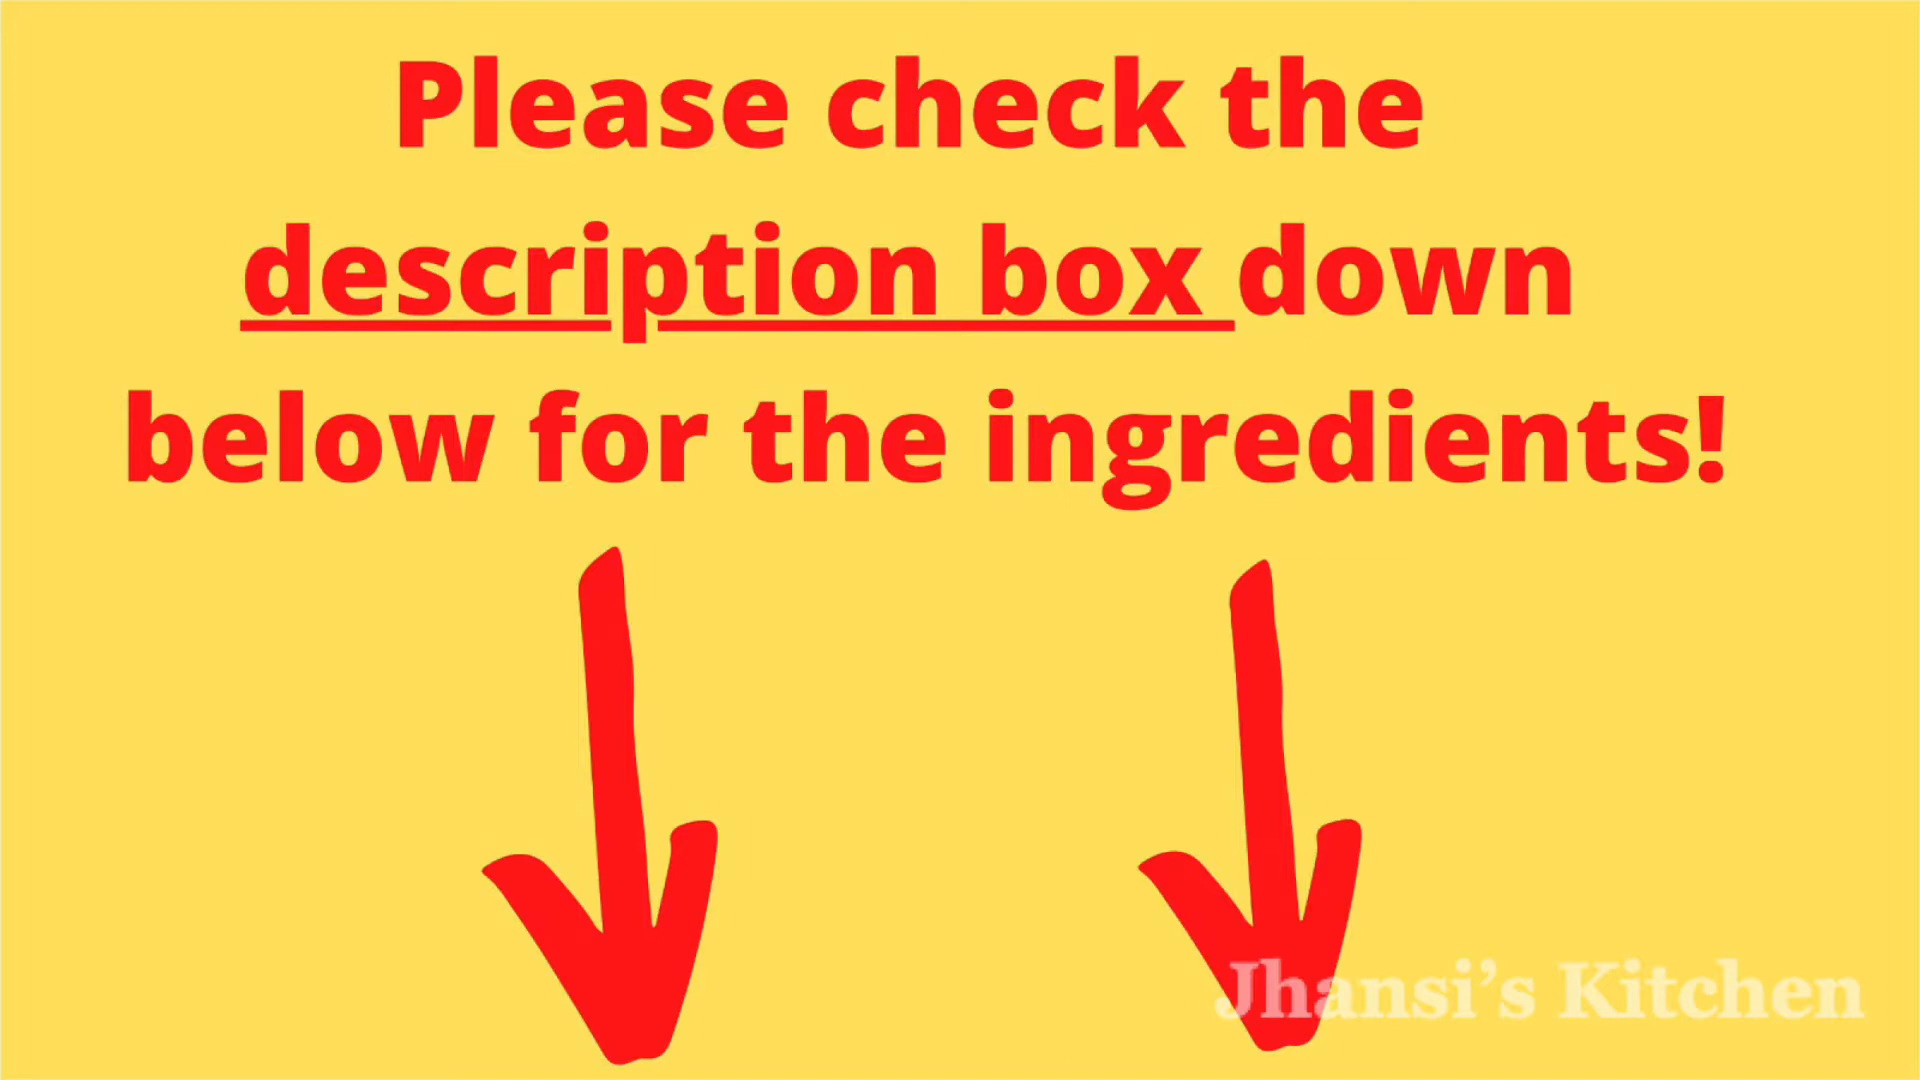 Please check the
description box down
below for the ingredients!
Jhansi’s Kitchen